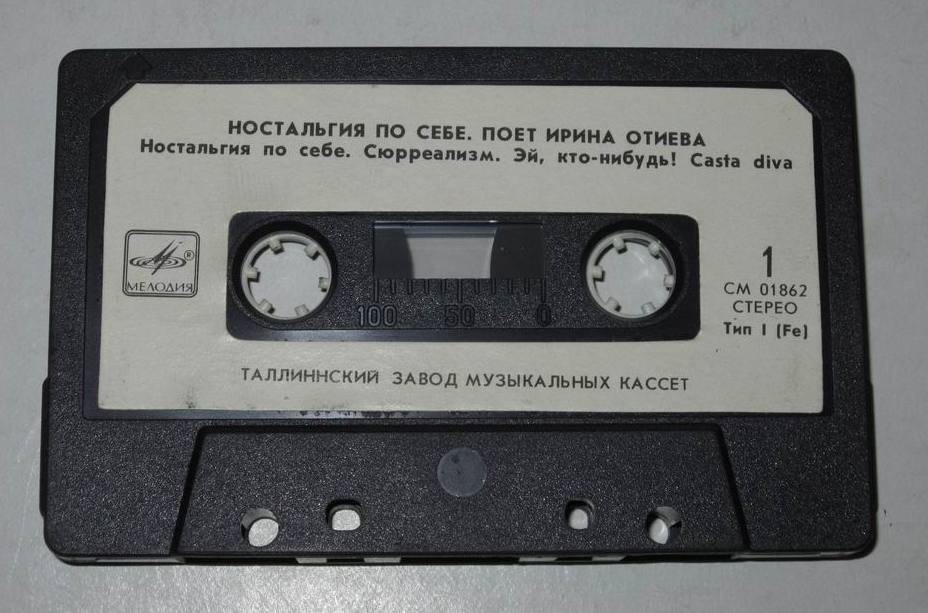 НОСТАЛЬГИЯ ПО СЕБЕ. ПОЕТ ИРИНА ОТИЕВА
Ностальгия по себе. Сюрреализм. Эй, кто-нибудь! Casta diva
® МЕЛОДИЯ
1
СМ 01862
СТЕРЕО
Тип I (Fe)
100 50 0
ТАЛЛИННСКИЙ ЗАВОД МУЗЫКАЛЬНЫХ КАССЕТ